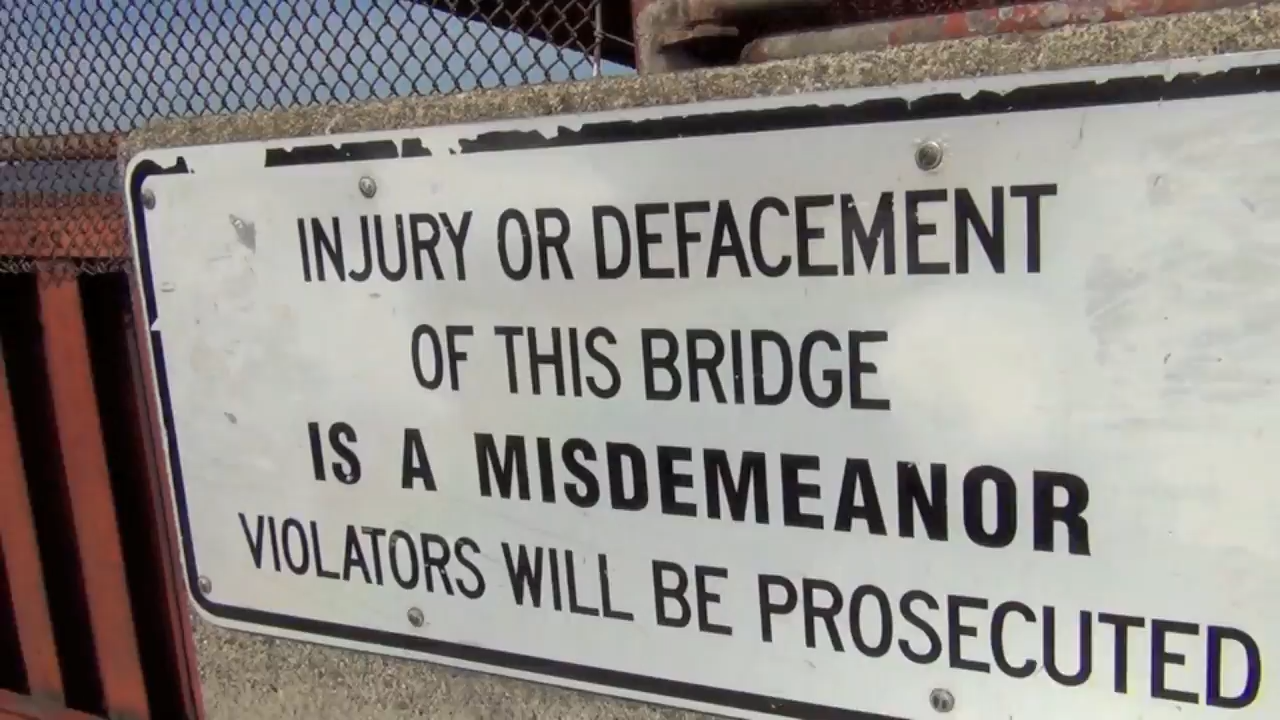 INJURY OR DEFACEMENT
OF THIS BRIDGE
IS A MISDEMEANOR
VIOLATORS WILL BE PROSECUTED